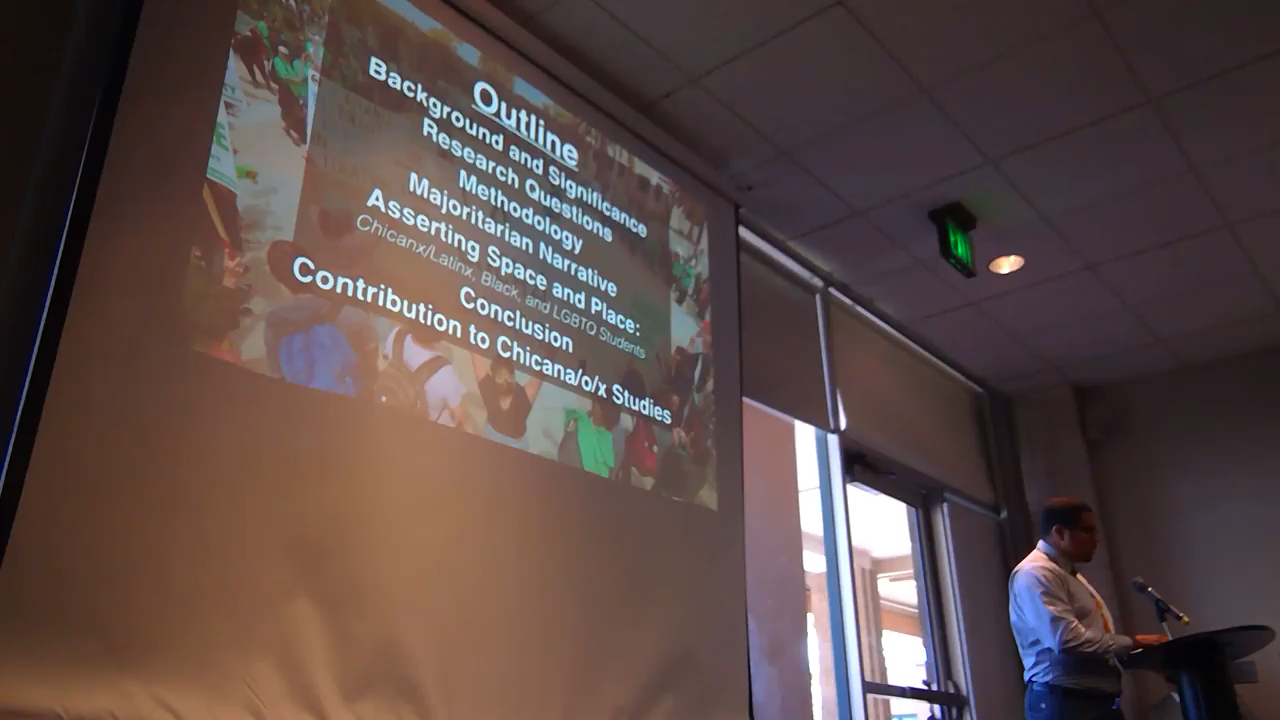 Outline
Background and Significance
Research Questions
Methodology
Majoritarian Narrative
Asserting Space and Place:
Chicanx/Latinx, Black, and LGBTQ Students
Conclusion
Contribution to Chicana/o/x Studies